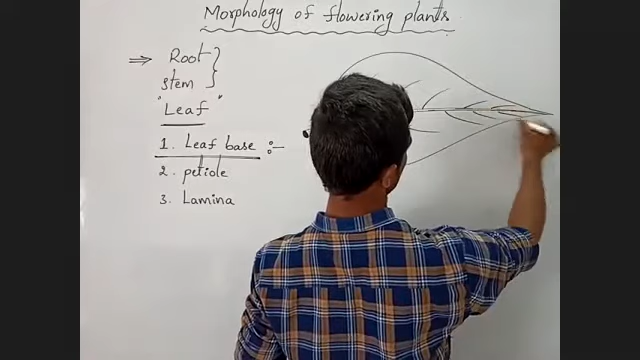 Morphology of flowering plants.
⇒ Root
stem
"Leaf"
1. Leaf base :-
2. petiole
3. Lamina